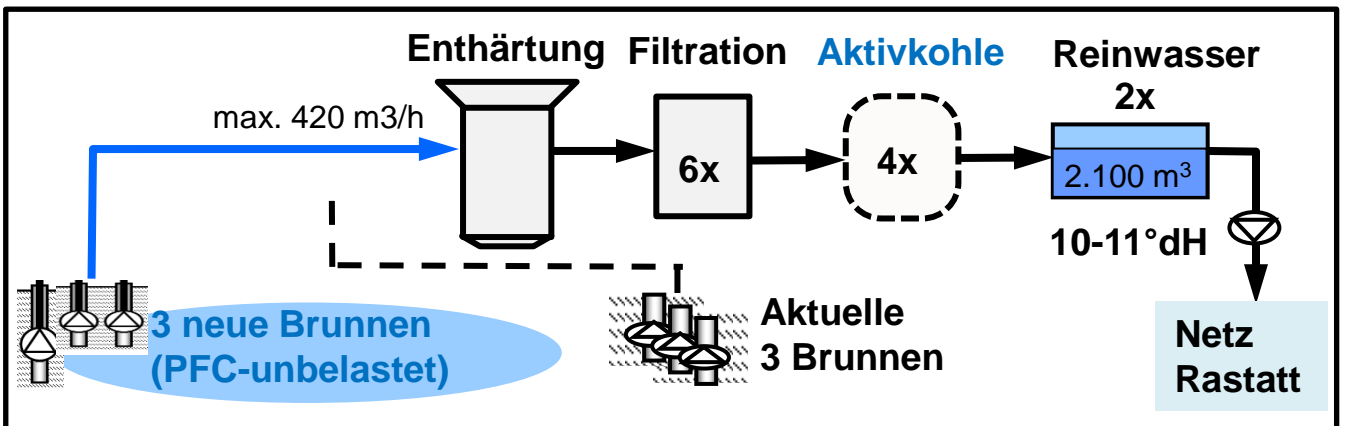 Enthärtung
Filtration
Aktivkohle
Reinwasser
2x
max. 420 m3/h
6x
4x
2.100 m³
10-11°dH
3 neue Brunnen
(PFC-unbelastet)
Aktuelle
3 Brunnen
Netz
Rastatt